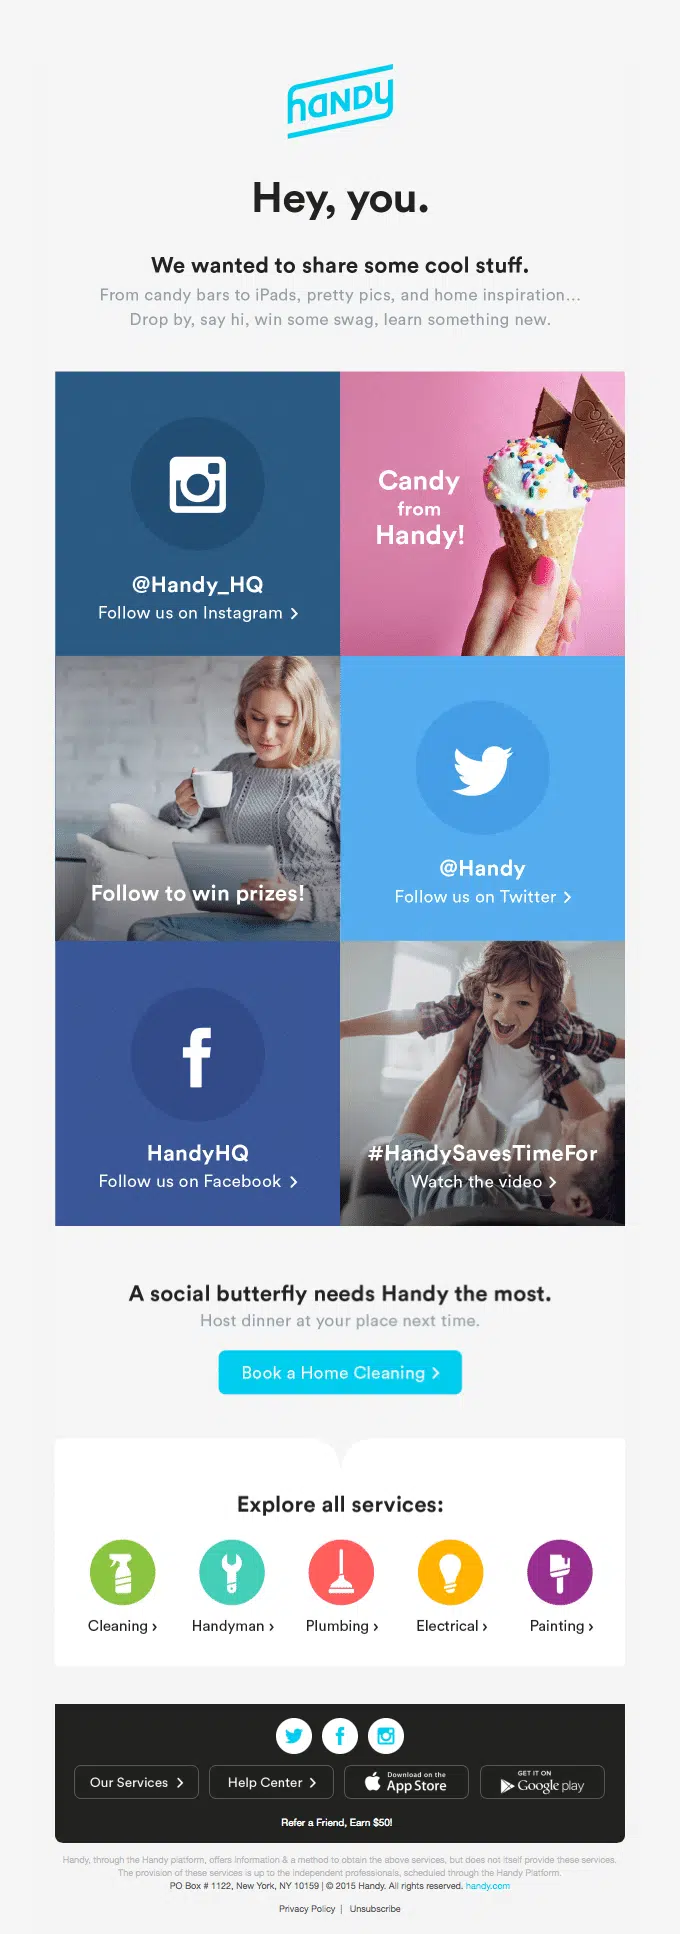 HANDY
Hey, you.
We wanted to share some cool stuff.
From candy bars to iPads, pretty pics, and home inspiration...
Drop by, say hi, win some swag, learn something new.
@Handy_HQ
Follow us on Instagram >
Candy
from
Handy!
Follow to win prizes!
@Handy
Follow us on Twitter >
HandyHQ
Follow us on Facebook >
#HandySavesTimeFor
Watch the video >
A social butterfly needs Handy the most.
Host dinner at your place next time.
Book a Home Cleaning >
Explore all services:
Cleaning › Handyman › Plumbing › Electrical › Painting ›
Our Services > Help Center > Download on the App Store GET IT ON Google play
Refer a Friend, Earn $50!
Handy, through the Handy platform, offers information & a method to obtain the above services, but does not itself provide these services.
The provision of these services is up to the independent professionals, scheduled through the Handy Platform.
PO Box # 1122, New York, NY 10159 | © 2015 Handy. All rights reserved. handy.com
Privacy Policy | Unsubscribe